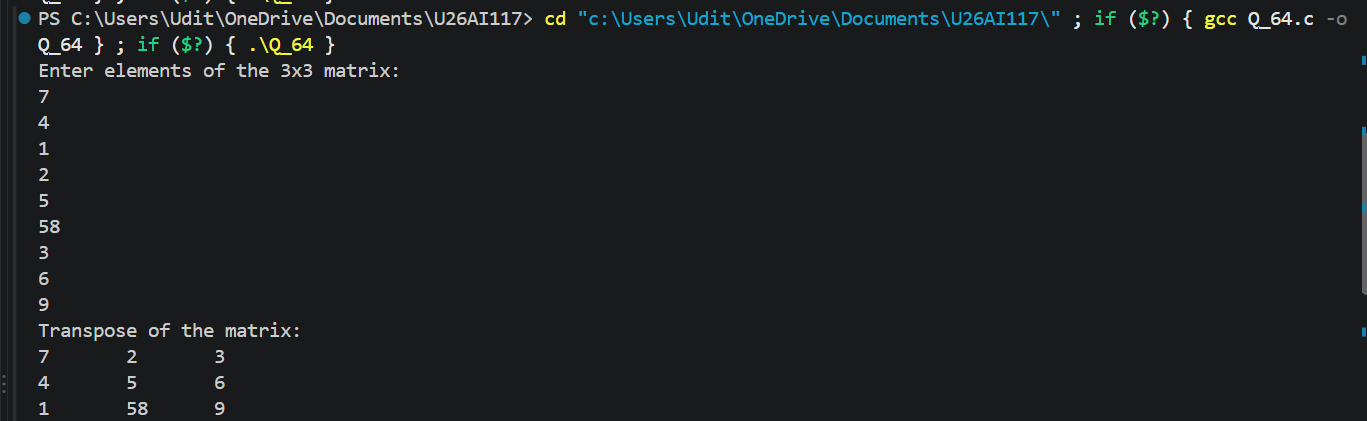 PS C:\Users\Udit\OneDrive\Documents\U26AI117> cd "c:\Users\Udit\OneDrive\Documents\U26AI117\" ; if ($?) { gcc Q_64.c -o
Q_64 } ; if ($?) { .\Q_64 }
Enter elements of the 3x3 matrix:
7
4
1
2
5
58
3
6
9
Transpose of the matrix:
7 2 3
4 5 6
1 58 9